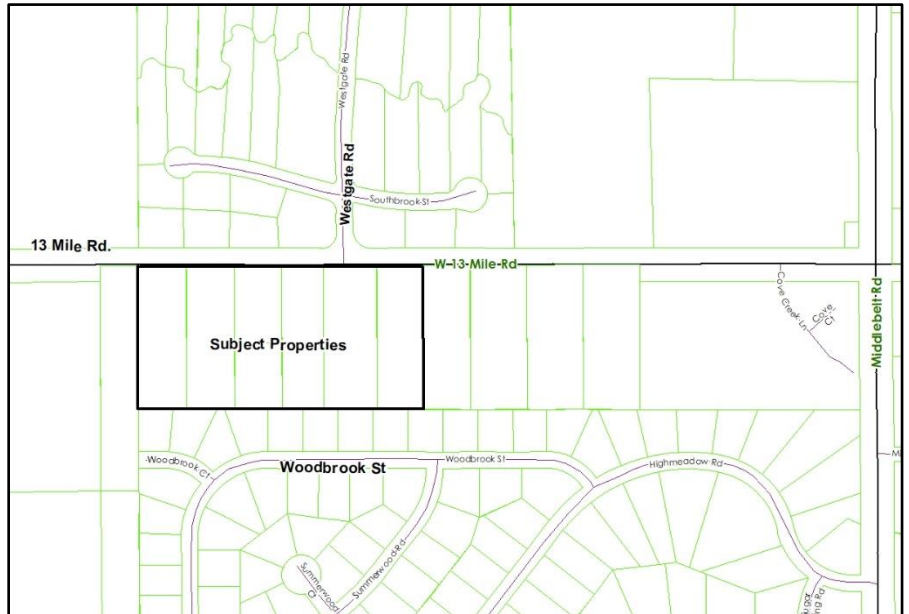 Westgate Rd
Westgate Rd
Southbrook St
13 Mile Rd.
W 13 Mile Rd
Middlebelt Rd
Cove Creek Ln
Cove Ct
Subject Properties
Woodbrook Ct
Woodbrook St
Woodbrook St
Highmeadow Rd
Summerwood Rd
Summerwood Ct